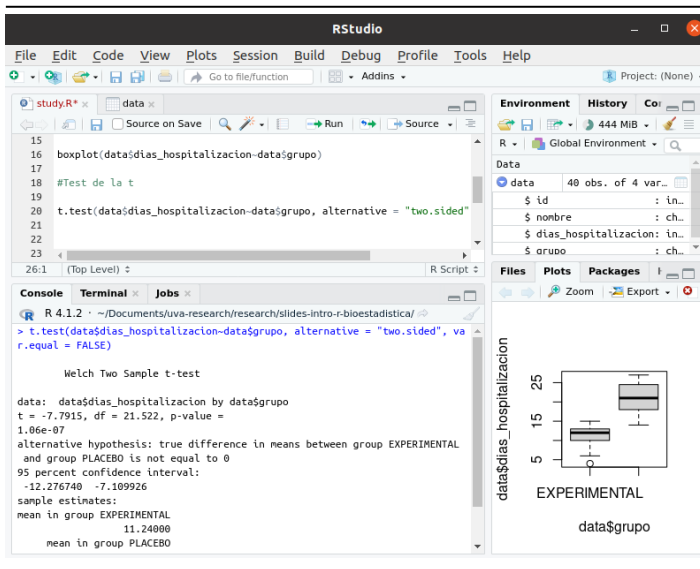 RStudio
File Edit Code View Plots Session Build Debug Profile Tools Help
Go to file/function
Addins
Project: (None)
study.R*
data
Source on Save
Run
Source
15
16 boxplot(data$dias_hospitalizacion~data$grupo)
17
18 #Test de la t
19
20 t.test(data$dias_hospitalizacion~data$grupo, alternative = "two.sided"
21
22
23
26:1 (Top Level) R Script
Console Terminal Jobs
R 4.1.2 · ~/Documents/uva-research/research/slides-intro-r-bioestadistica/
> t.test(data$dias_hospitalizacion~data$grupo, alternative = "two.sided", va
r.equal = FALSE)
Welch Two Sample t-test
data: data$dias_hospitalizacion by data$grupo
t = -7.7915, df = 21.522, p-value =
1.06e-07
alternative hypothesis: true difference in means between group EXPERIMENTAL
and group PLACEBO is not equal to 0
95 percent confidence interval:
-12.276740 -7.109926
sample estimates:
mean in group EXPERIMENTAL
11.24000
mean in group PLACEBO
Environment History Co
444 MiB
R Global Environment
Data
data 40 obs. of 4 var…
$ id : in…
$ nombre : ch…
$ dias_hospitalizacion: in…
$ grupo : ch…
Files Plots Packages
Zoom Export
data$dias_hospitalizacion
5 15 25
EXPERIMENTAL
data$grupo